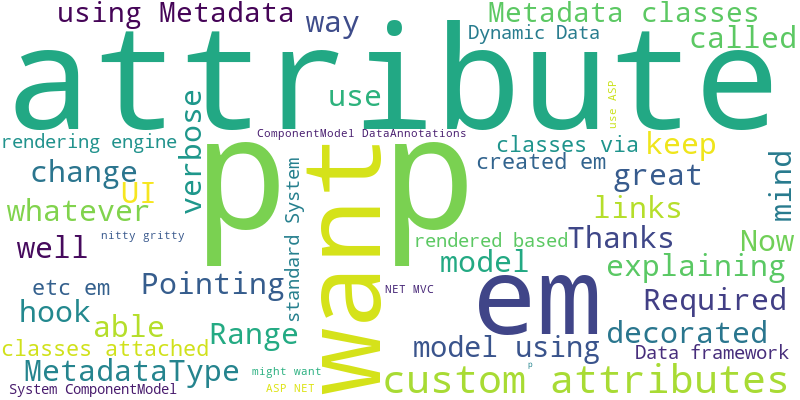 using Metadata
way
Metadata classes
Dynamic Data
called
attribute
use
use ASP
verbose
ComponentModel DataAnnotations
rendering engine
classes via
keep
change
UI
p p
want
created em
great
mind
whatever
links
standard System
well
nitty gritty
rendered based
Thanks
Now
model
explaining
etc em
Pointing
NET MVC
em
Required
hook
able
Range
decorated
classes attached
model using
Data framework
MetadataType
might want
p
System ComponentModel
ASP NET
custom attributes